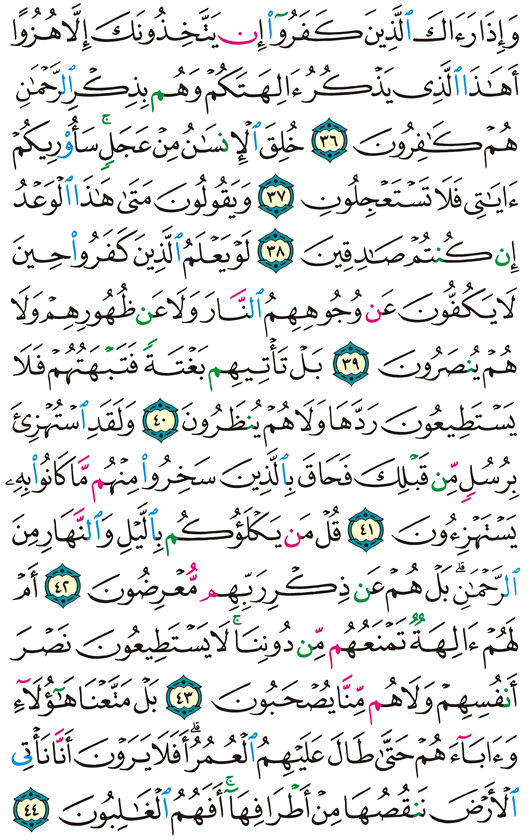 وَإِذَا رَءَاكَ ٱلَّذِينَ كَفَرُوٓا۟ إِن يَتَّخِذُونَكَ إِلَّا هُزُوًا
أَهَـٰذَا ٱلَّذِى يَذْكُرُ ءَالِهَتَكُمْ وَهُم بِذِكْرِ ٱلرَّحْمَـٰنِ
هُمْ كَـٰفِرُونَ ٣٦ خُلِقَ ٱلْإِنسَـٰنُ مِنْ عَجَلٍۢ ۚ سَأُو۟رِيكُمْ
ءَايَـٰتِى فَلَا تَسْتَعْجِلُونِ ٣٧ وَيَقُولُونَ مَتَىٰ هَـٰذَا ٱلْوَعْدُ
إِن كُنتُمْ صَـٰدِقِينَ ٣٨ لَوْ يَعْلَمُ ٱلَّذِينَ كَفَرُوا۟ حِينَ
لَا يَكُفُّونَ عَن وُجُوهِهِمُ ٱلنَّارَ وَلَا عَن ظُهُورِهِمْ وَلَا
هُمْ يُنصَرُونَ ٣٩ بَلْ تَأْتِيهِم بَغْتَةًۭ فَتَبْهَتُهُمْ فَلَا
يَسْتَطِيعُونَ رَدَّهَا وَلَا هُمْ يُنظَرُونَ ٤٠ وَلَقَدِ ٱسْتُهْزِئَ
بِرُسُلٍۢ مِّن قَبْلِكَ فَحَاقَ بِٱلَّذِينَ سَخِرُوا۟ مِنْهُم مَّا كَانُوا۟ بِهِۦ
يَسْتَهْزِءُونَ ٤١ قُلْ مَن يَكْلَؤُكُم بِٱلَّيْلِ وَٱلنَّهَارِ مِنَ
ٱلرَّحْمَـٰنِ ۗ بَلْ هُمْ عَن ذِكْرِ رَبِّهِم مُّعْرِضُونَ ٤٢ أَمْ
لَهُمْ ءَالِهَةٌۭ تَمْنَعُهُم مِّن دُونِنَا ۚ لَا يَسْتَطِيعُونَ نَصْرَ
أَنفُسِهِمْ وَلَا هُم مِّنَّا يُصْحَبُونَ ٤٣ بَلْ مَتَّعْنَا هَـٰٓؤُلَآءِ
وَءَابَآءَهُمْ حَتَّىٰ طَالَ عَلَيْهِمُ ٱلْعُمُرُ ۗ أَفَلَا يَرَوْنَ أَنَّا نَأْتِى
ٱلْأَرْضَ نَنقُصُهَا مِنْ أَطْرَافِهَآ ۚ أَفَهُمُ ٱلْغَـٰلِبُونَ ٤٤